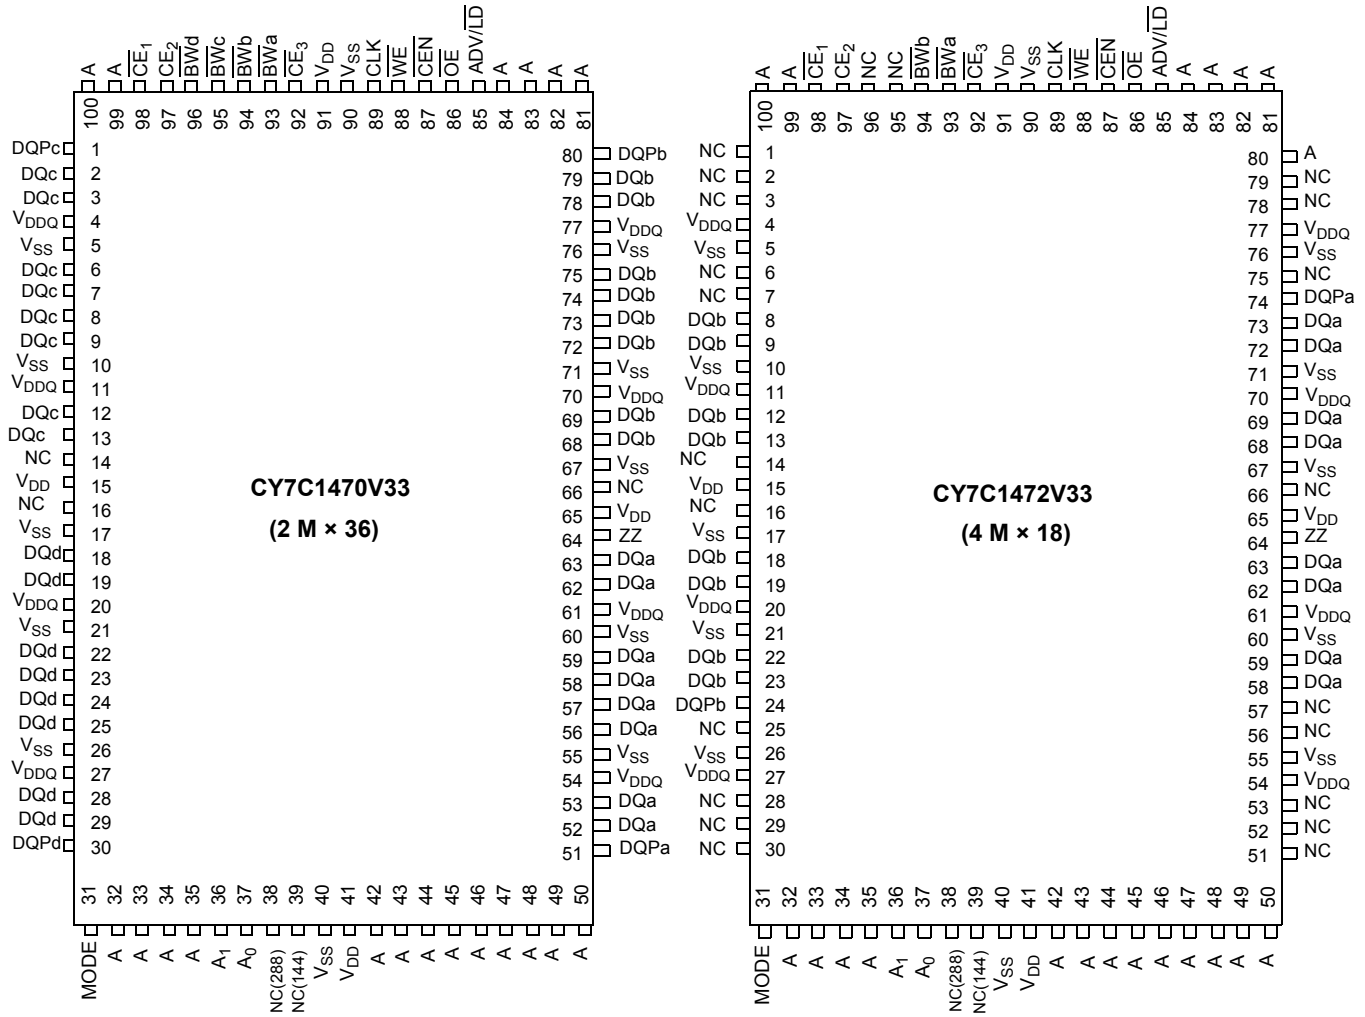 A A CE1 CE2 BWd BWc BWb BWa CE3 VDD VSS CLK WE CEN OE ADV/LD A A A A
100 99 98 97 96 95 94 93 92 91 90 89 88 87 86 85 84 83 82 81
DQPc 1
DQc 2
DQc 3
VDDQ 4
VSS 5
DQc 6
DQc 7
DQc 8
DQc 9
VSS 10
VDDQ 11
DQc 12
DQc 13
NC 14
VDD 15
NC 16
VSS 17
DQd 18
DQd 19
VDDQ 20
VSS 21
DQd 22
DQd 23
DQd 24
DQd 25
VSS 26
VDDQ 27
DQd 28
DQd 29
DQPd 30
CY7C1470V33
(2 M × 36)
80 DQPb
79 DQb
78 DQb
77 VDDQ
76 VSS
75 DQb
74 DQb
73 DQb
72 DQb
71 VSS
70 VDDQ
69 DQb
68 DQb
67 VSS
66 NC
65 VDD
64 ZZ
63 DQa
62 DQa
61 VDDQ
60 VSS
59 DQa
58 DQa
57 DQa
56 DQa
55 VSS
54 VDDQ
53 DQa
52 DQa
51 DQPa
31 32 33 34 35 36 37 38 39 40 41 42 43 44 45 46 47 48 49 50
MODE A A A A A1 A0 NC(288) NC(144) VSS VDD A A A A A A A A A
A A CE1 CE2 NC NC BWb BWa CE3 VDD VSS CLK WE CEN OE ADV/LD A A A A
100 99 98 97 96 95 94 93 92 91 90 89 88 87 86 85 84 83 82 81
NC 1
NC 2
NC 3
VDDQ 4
VSS 5
NC 6
NC 7
DQb 8
DQb 9
VSS 10
VDDQ 11
DQb 12
DQb 13
NC 14
VDD 15
NC 16
VSS 17
DQb 18
DQb 19
VDDQ 20
VSS 21
DQb 22
DQb 23
DQPb 24
NC 25
VSS 26
VDDQ 27
NC 28
NC 29
NC 30
CY7C1472V33
(4 M × 18)
80 A
79 NC
78 NC
77 VDDQ
76 VSS
75 NC
74 DQPa
73 DQa
72 DQa
71 VSS
70 VDDQ
69 DQa
68 DQa
67 VSS
66 NC
65 VDD
64 ZZ
63 DQa
62 DQa
61 VDDQ
60 VSS
59 DQa
58 DQa
57 NC
56 NC
55 VSS
54 VDDQ
53 NC
52 NC
51 NC
31 32 33 34 35 36 37 38 39 40 41 42 43 44 45 46 47 48 49 50
MODE A A A A A1 A0 NC(288) NC(144) VSS VDD A A A A A A A A A